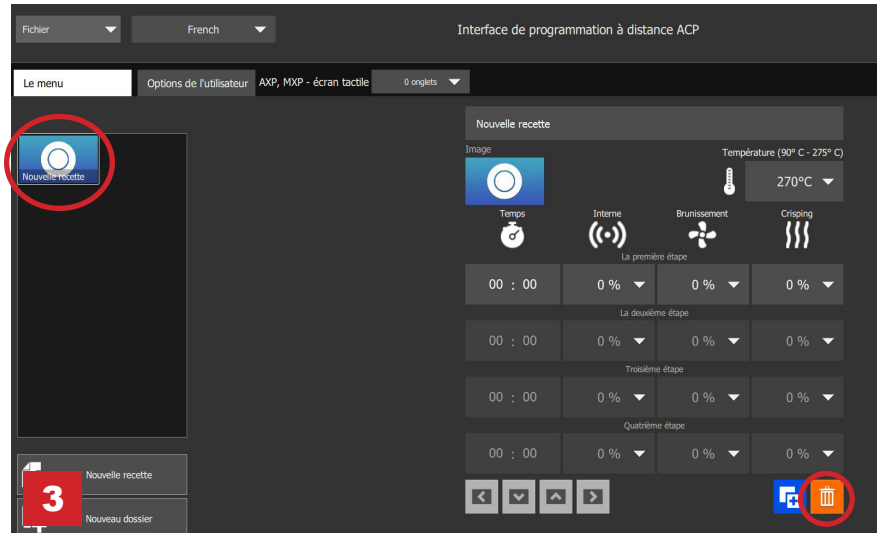 Fichier French Interface de programmation à distance ACP
Le menu Options de l'utilisateur AXP, MXP - écran tactile 0 onglets
Nouvelle recette
Nouvelle recette
Image Température (90° C - 275° C)
270°C
Temps Interne Brunissement Crisping
La première étape
00 : 00 0 % 0 % 0 %
La deuxième étape
00 : 00 0 % 0 % 0 %
Troisième étape
00 : 00 0 % 0 % 0 %
Quatrième étape
00 : 00 0 % 0 % 0 %
Nouvelle recette
3
Nouveau dossier